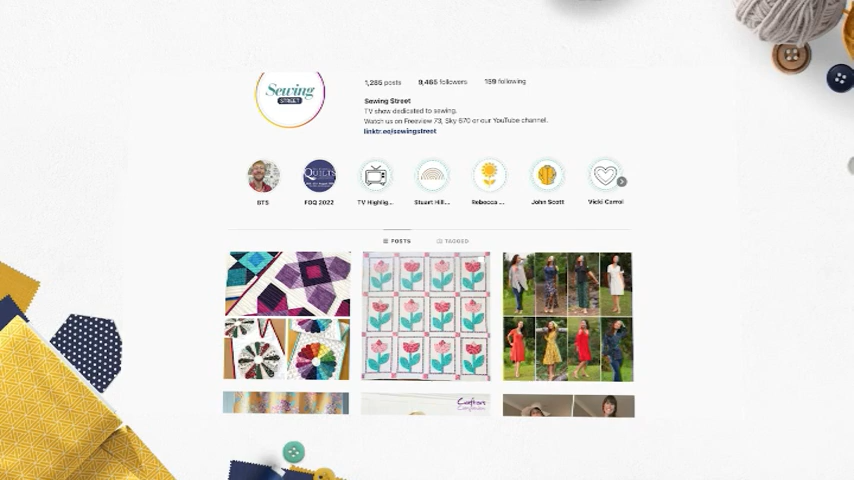 Sewing
STREET
1,285 posts 9,465 followers 159 following
Sewing Street
TV show dedicated to sewing.
Watch us on Freeview 73, Sky 670 or our YouTube channel.
linktr.ee/sewingstreet
QUILTS
BTS FOQ 2022 TV Highlig... Stuart Hill... Rebecca ... John Scott Vicki Carrol
POSTS TAGGED